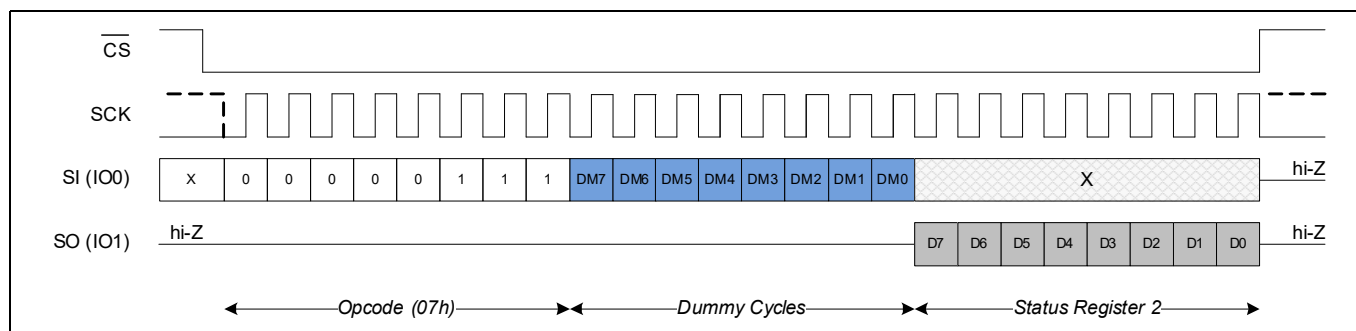 CS
SCK
SI (IO0) X 0 0 0 0 0 1 1 1 DM7 DM6 DM5 DM4 DM3 DM2 DM1 DM0 X hi-Z
SO (IO1) hi-Z D7 D6 D5 D4 D3 D2 D1 D0 hi-Z
Opcode (07h) Dummy Cycles Status Register 2